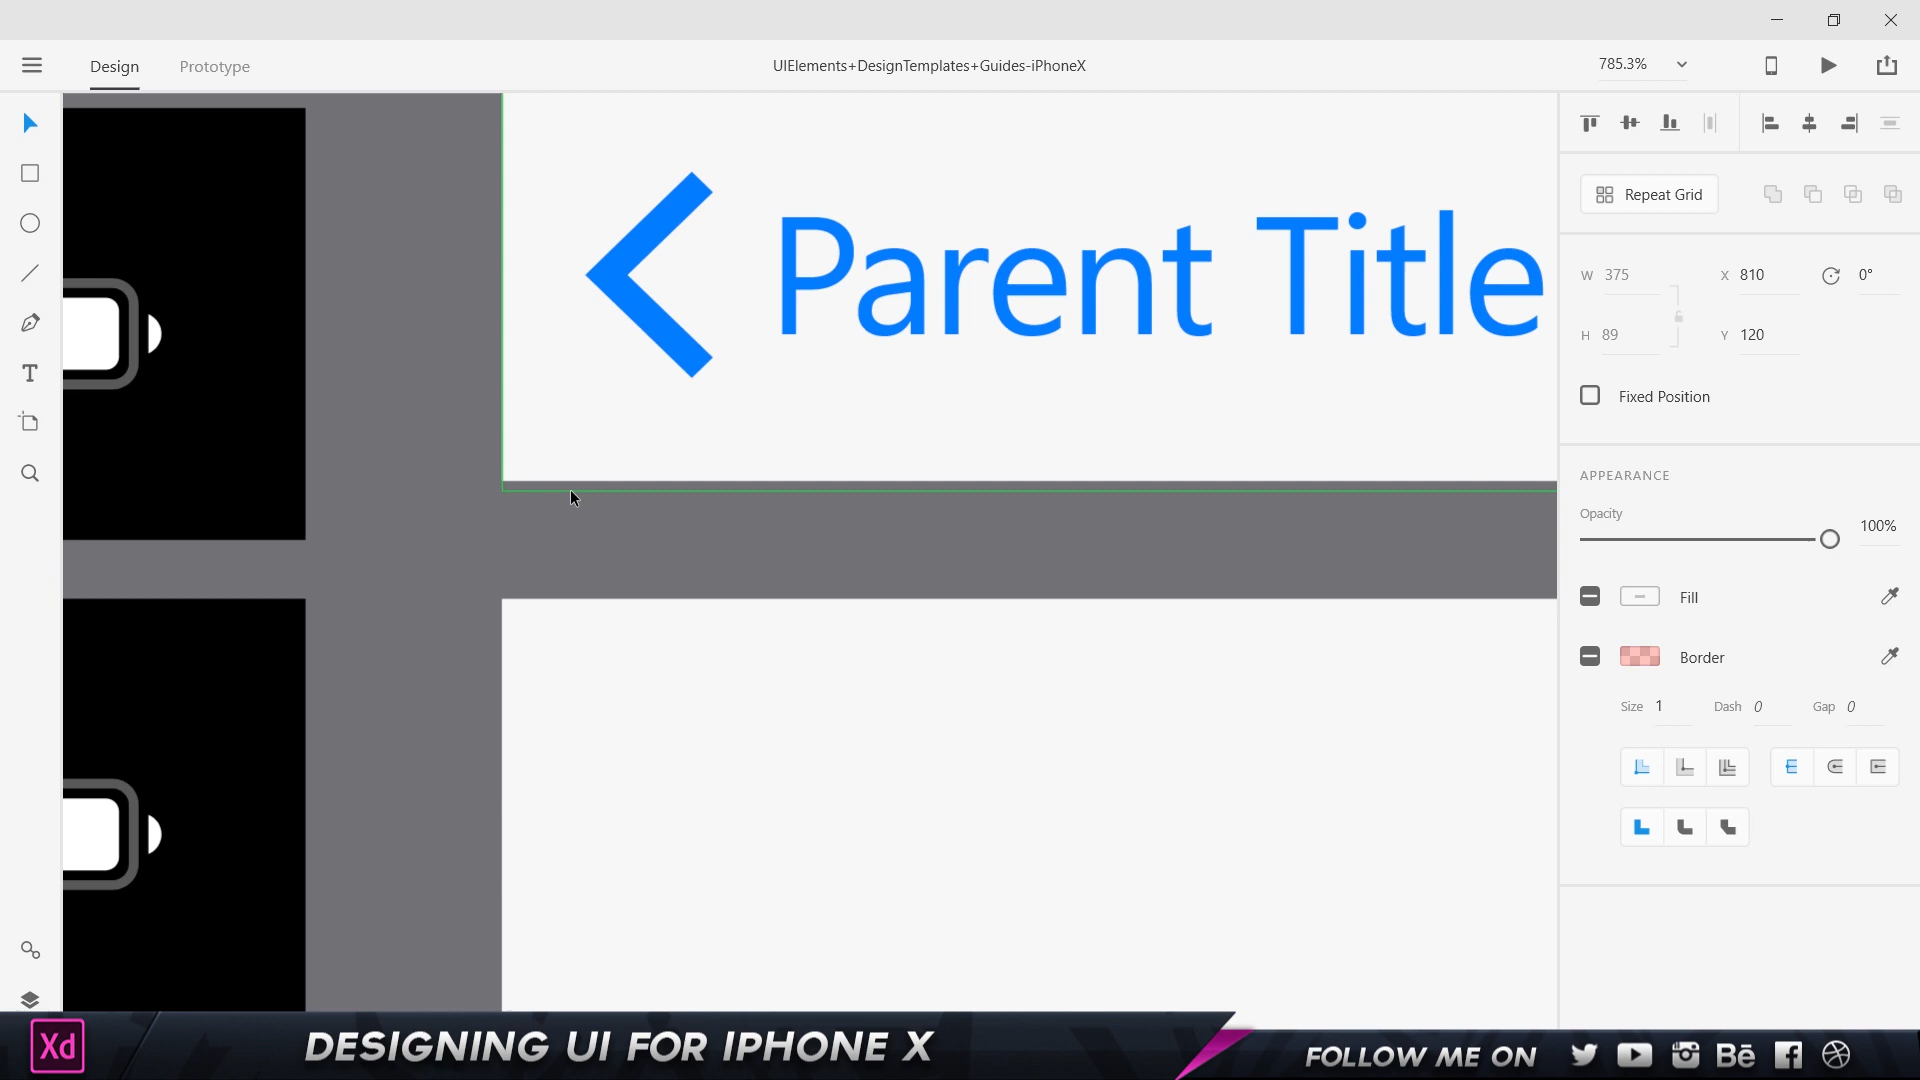 Design
Prototype
UIElements+DesignTemplates+Guides-iPhoneX
785.3%
Parent Title
Repeat Grid
W 375
X 810
0°
H 89
Y 120
Fixed Position
APPEARANCE
Opacity
100%
Fill
Border
Size 1
Dash 0
Gap 0
Xd
DESIGNING UI FOR IPHONE X
FOLLOW ME ON
Bē